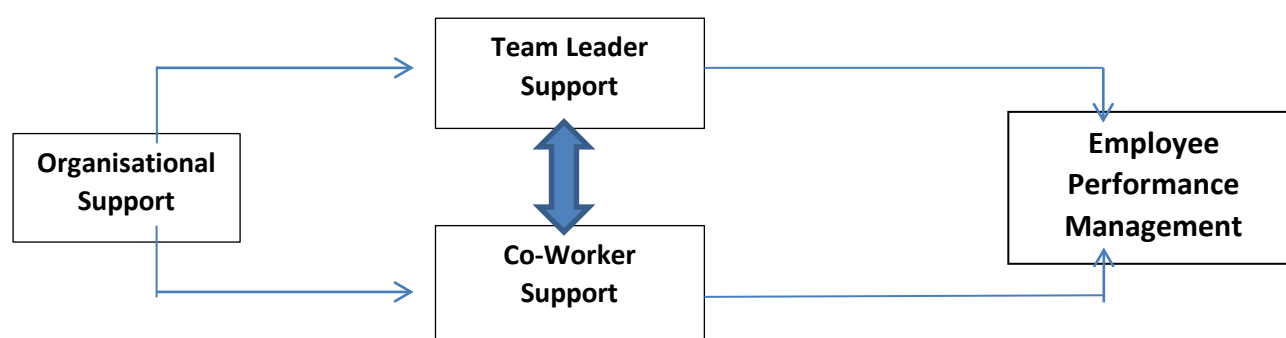 Team Leader
Support
Organisational
Support
Co-Worker
Support
Employee
Performance
Management